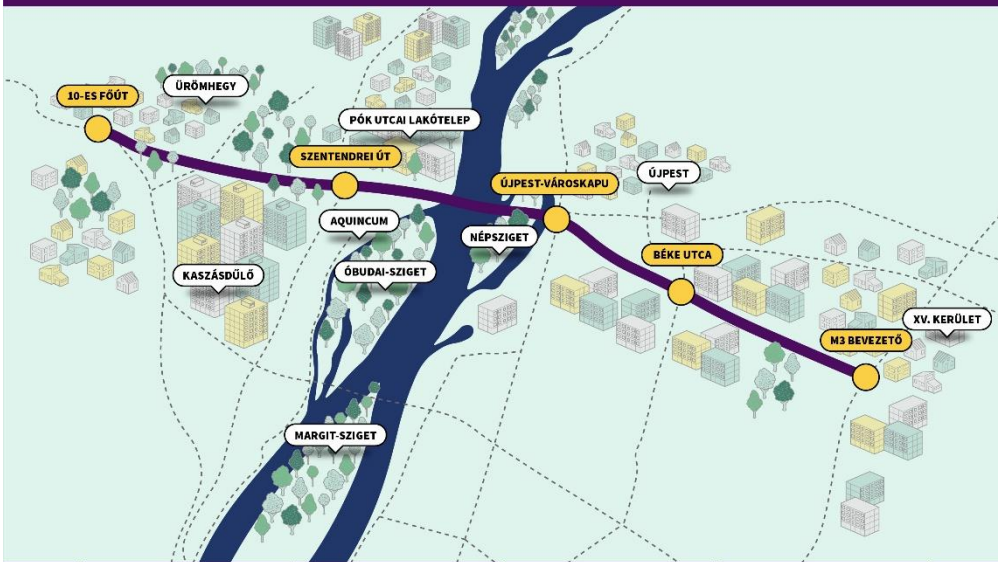 ÜRÖMHEGY
10-ES FŐÚT
PÓK UTCAI LAKÓTELEP
SZENTENDREI ÚT
ÚJPEST
ÚJPEST-VÁROSKAPU
AQUINCUM
NÉPSZIGET
BÉKE UTCA
KASZÁSDŰLŐ
ÓBUDAI-SZIGET
XV. KERÜLET
M3 BEVEZETŐ
MARGIT-SZIGET